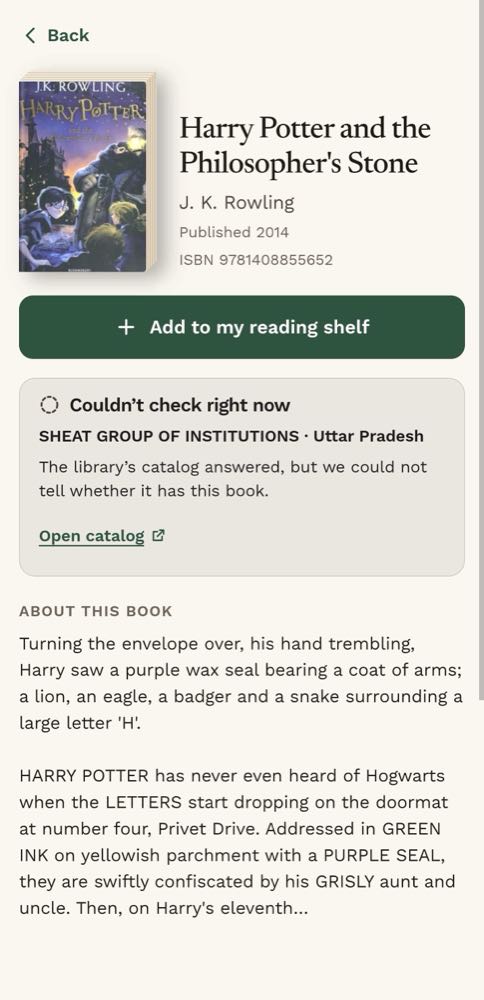 Back
J.K. ROWLING
HARRY POTTER
and the
Harry Potter and the
Philosopher's Stone
J. K. Rowling
Published 2014
ISBN 9781408855652
+ Add to my reading shelf
Couldn’t check right now
SHEAT GROUP OF INSTITUTIONS · Uttar Pradesh
The library’s catalog answered, but we could not
tell whether it has this book.
Open catalog
ABOUT THIS BOOK
Turning the envelope over, his hand trembling,
Harry saw a purple wax seal bearing a coat of arms;
a lion, an eagle, a badger and a snake surrounding a
large letter 'H'.
HARRY POTTER has never even heard of Hogwarts
when the LETTERS start dropping on the doormat
at number four, Privet Drive. Addressed in GREEN
INK on yellowish parchment with a PURPLE SEAL,
they are swiftly confiscated by his GRISLY aunt and
uncle. Then, on Harry's eleventh...